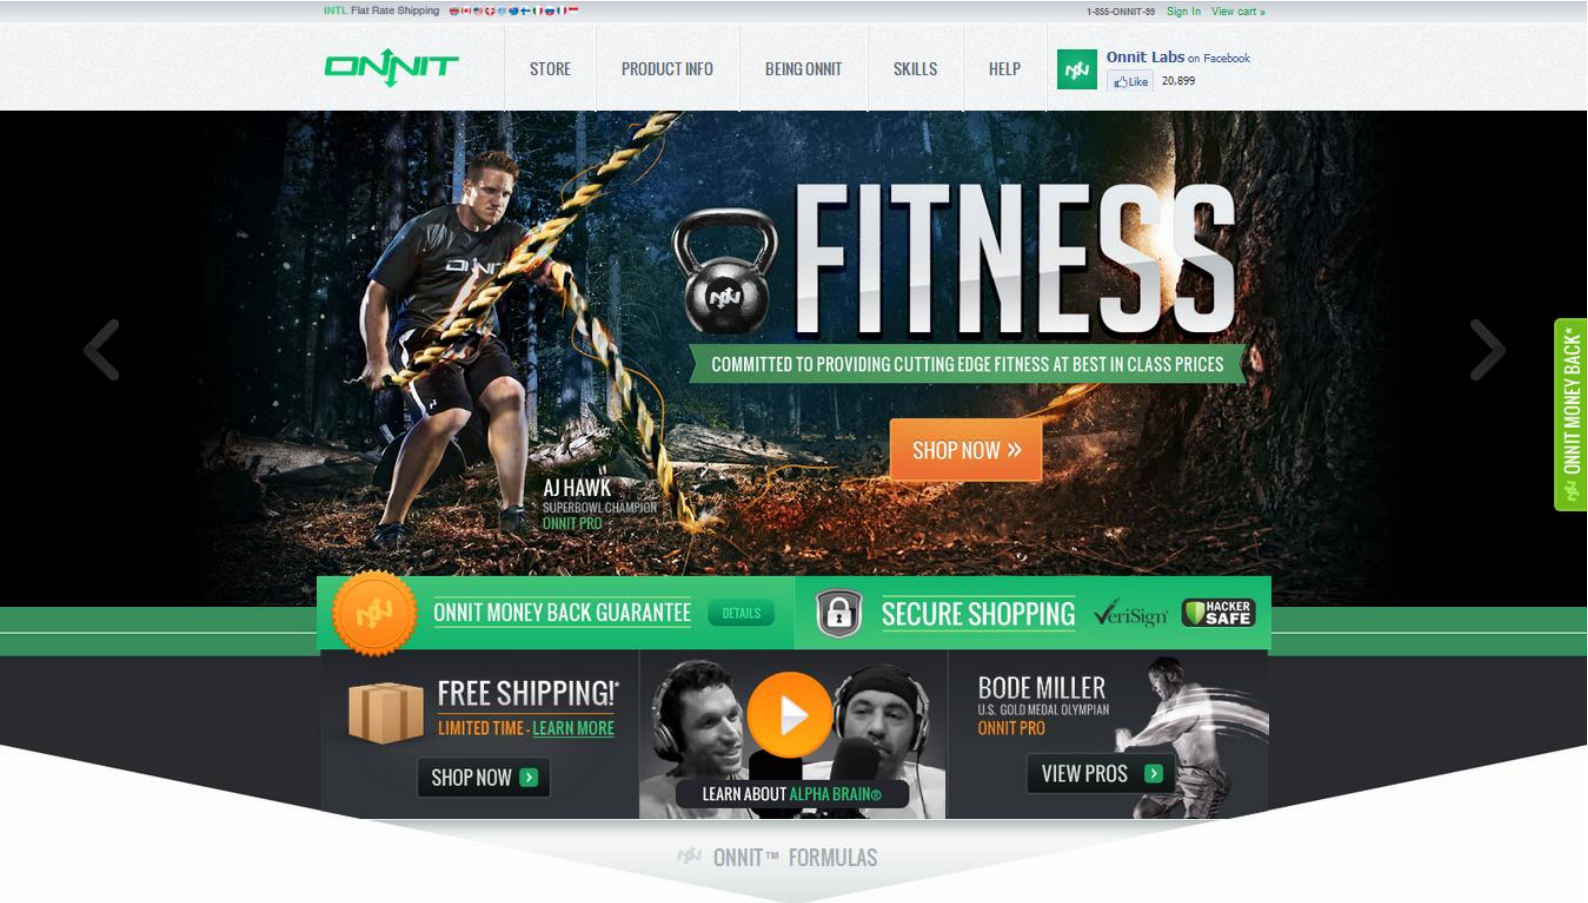 INTL Flat Rate Shipping
1-855-ONNIT-99 Sign In View cart »
ONNIT
STORE
PRODUCT INFO
BEING ONNIT
SKILLS
HELP
Onnit Labs on Facebook
Like 20,899
ONNIT
FITNESS
COMMITTED TO PROVIDING CUTTING EDGE FITNESS AT BEST IN CLASS PRICES
SHOP NOW »
AJ HAWK
SUPERBOWL CHAMPION
ONNIT PRO
ONNIT MONEY BACK*
ONNIT MONEY BACK GUARANTEE
DETAILS
SECURE SHOPPING
VeriSign
HACKER
SAFE
FREE SHIPPING!*
LIMITED TIME - LEARN MORE
SHOP NOW
LEARN ABOUT ALPHA BRAIN®
BODE MILLER
U.S. GOLD MEDAL OLYMPIAN
ONNIT PRO
VIEW PROS
ONNIT™ FORMULAS